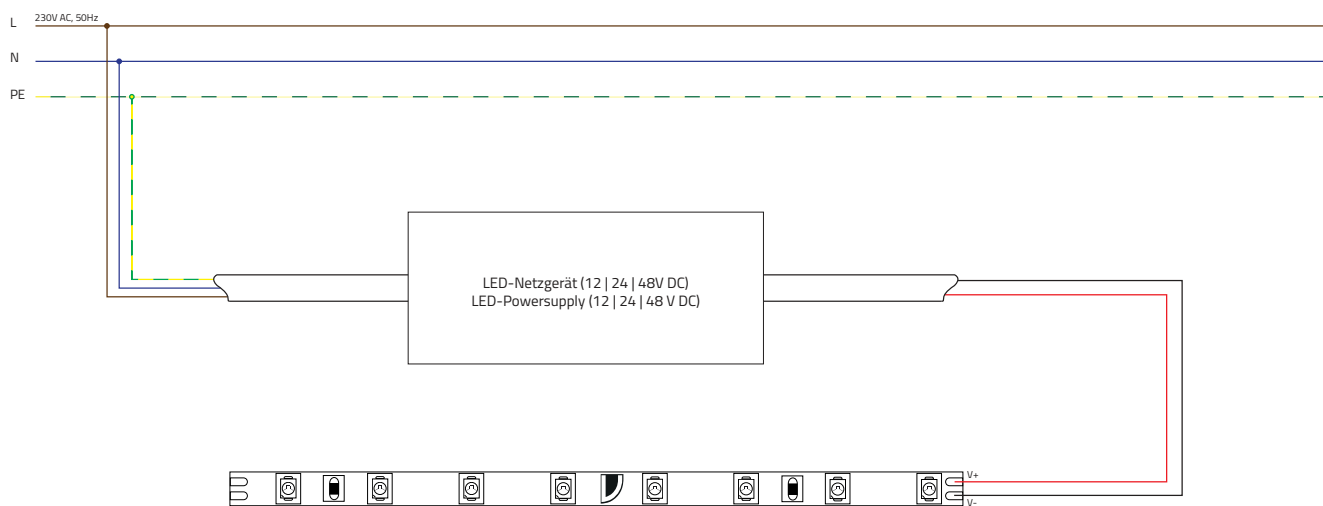 L
230V AC, 50Hz
N
PE
LED-Netzgerät (12 | 24 | 48V DC)
LED-Powersupply (12 | 24 | 48 V DC)
V+
V-